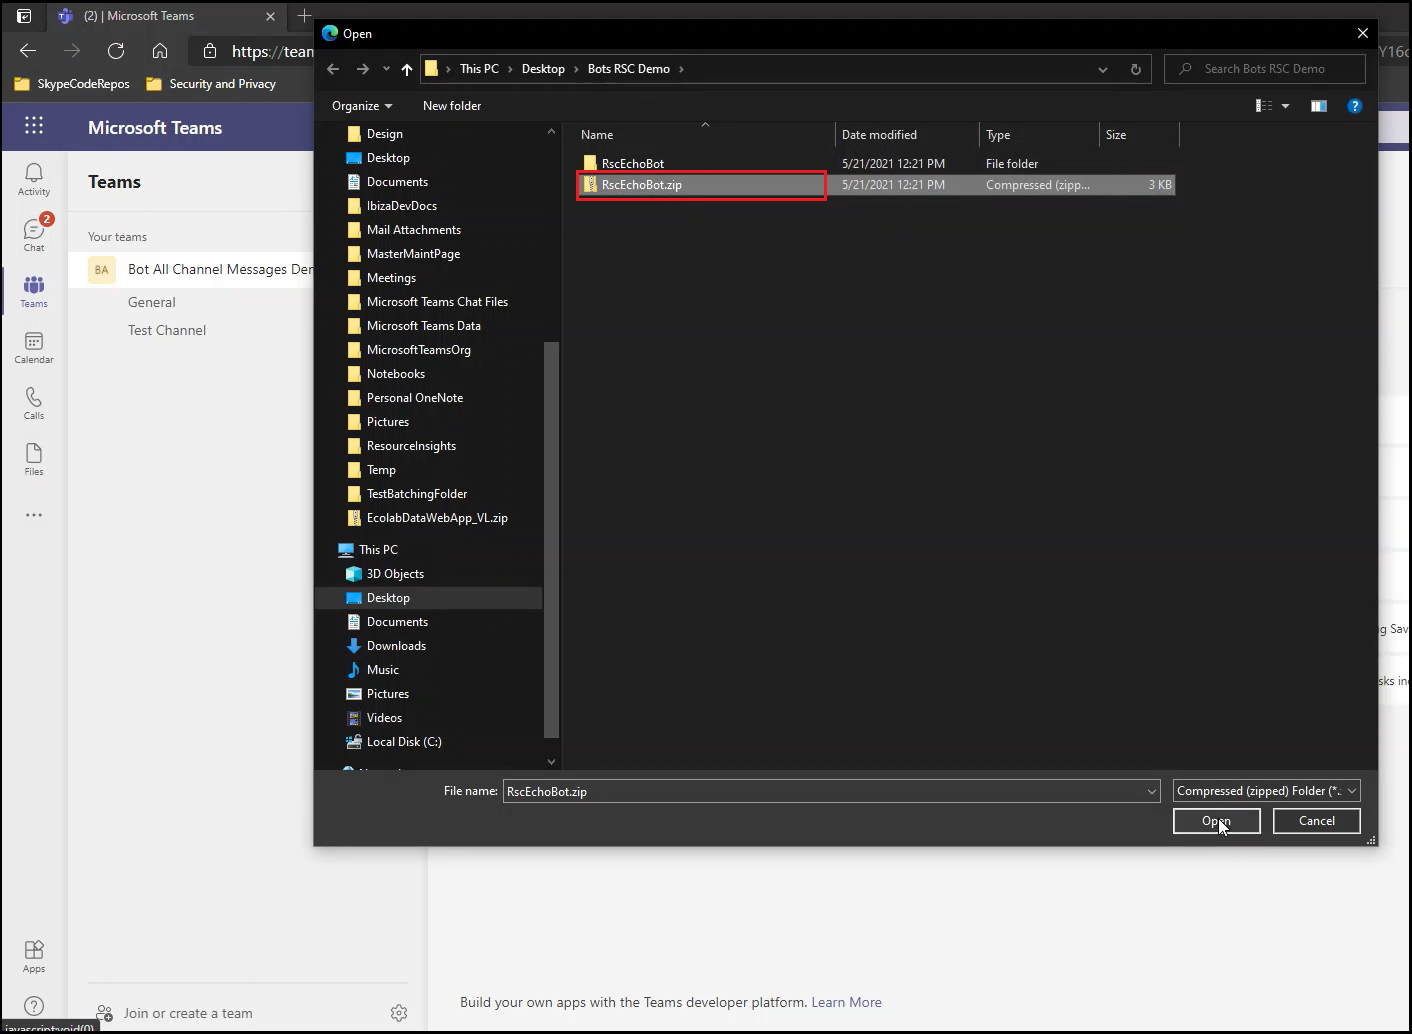 (2) | Microsoft Teams
https://tean
SkypeCodeRepos
Security and Privacy
Microsoft Teams
Activity
2
Chat
Teams
Calendar
Calls
Files
Apps
Teams
Your teams
BA
Bot All Channel Messages Der
General
Test Channel
Join or create a team
javascript:void(0)
Open
This PC
Desktop
Bots RSC Demo
Search Bots RSC Demo
Organize
New folder
Design
Desktop
Documents
IbizaDevDocs
Mail Attachments
MasterMaintPage
Meetings
Microsoft Teams Chat Files
Microsoft Teams Data
MicrosoftTeamsOrg
Notebooks
Personal OneNote
Pictures
ResourceInsights
Temp
TestBatchingFolder
EcolabDataWebApp_VL.zip
This PC
3D Objects
Desktop
Documents
Downloads
Music
Pictures
Videos
Local Disk (C:)
Name Date modified Type Size
RscEchoBot 5/21/2021 12:21 PM File folder
RscEchoBot.zip 5/21/2021 12:21 PM Compressed (zipp... 3 KB
File name: RscEchoBot.zip
Compressed (zipped) Folder (*.
Open
Cancel
g Sav
sks in
Build your own apps with the Teams developer platform. Learn More